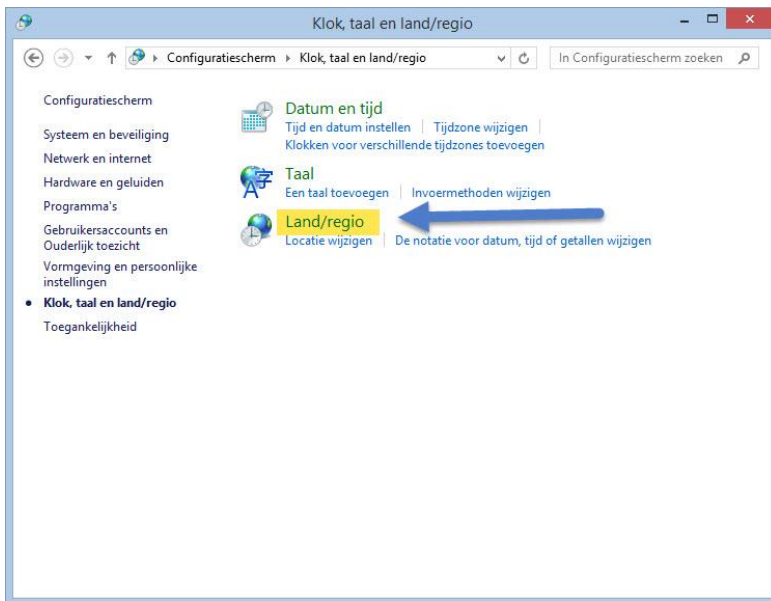 Klok, taal en land/regio
Configuratiescherm Klok, taal en land/regio
In Configuratiescherm zoeken
Configuratiescherm
Systeem en beveiliging
Netwerk en internet
Hardware en geluiden
Programma's
Gebruikersaccounts en
Ouderlijk toezicht
Vormgeving en persoonlijke
instellingen
Klok, taal en land/regio
Toegankelijkheid
Datum en tijd
Tijd en datum instellen Tijdzone wijzigen
Klokken voor verschillende tijdzones toevoegen
Taal
Een taal toevoegen Invoermethoden wijzigen
Land/regio
Locatie wijzigen De notatie voor datum, tijd of getallen wijzigen